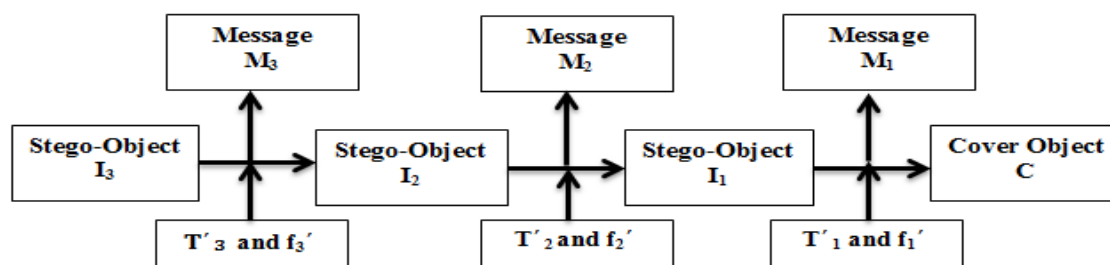 Message
M₃
Message
M₂
Message
M₁
Stego-Object
I₃
Stego-Object
I₂
Stego-Object
I₁
Cover Object
C
T´₃ and f₃´
T´₂ and f₂´
T´₁ and f₁´